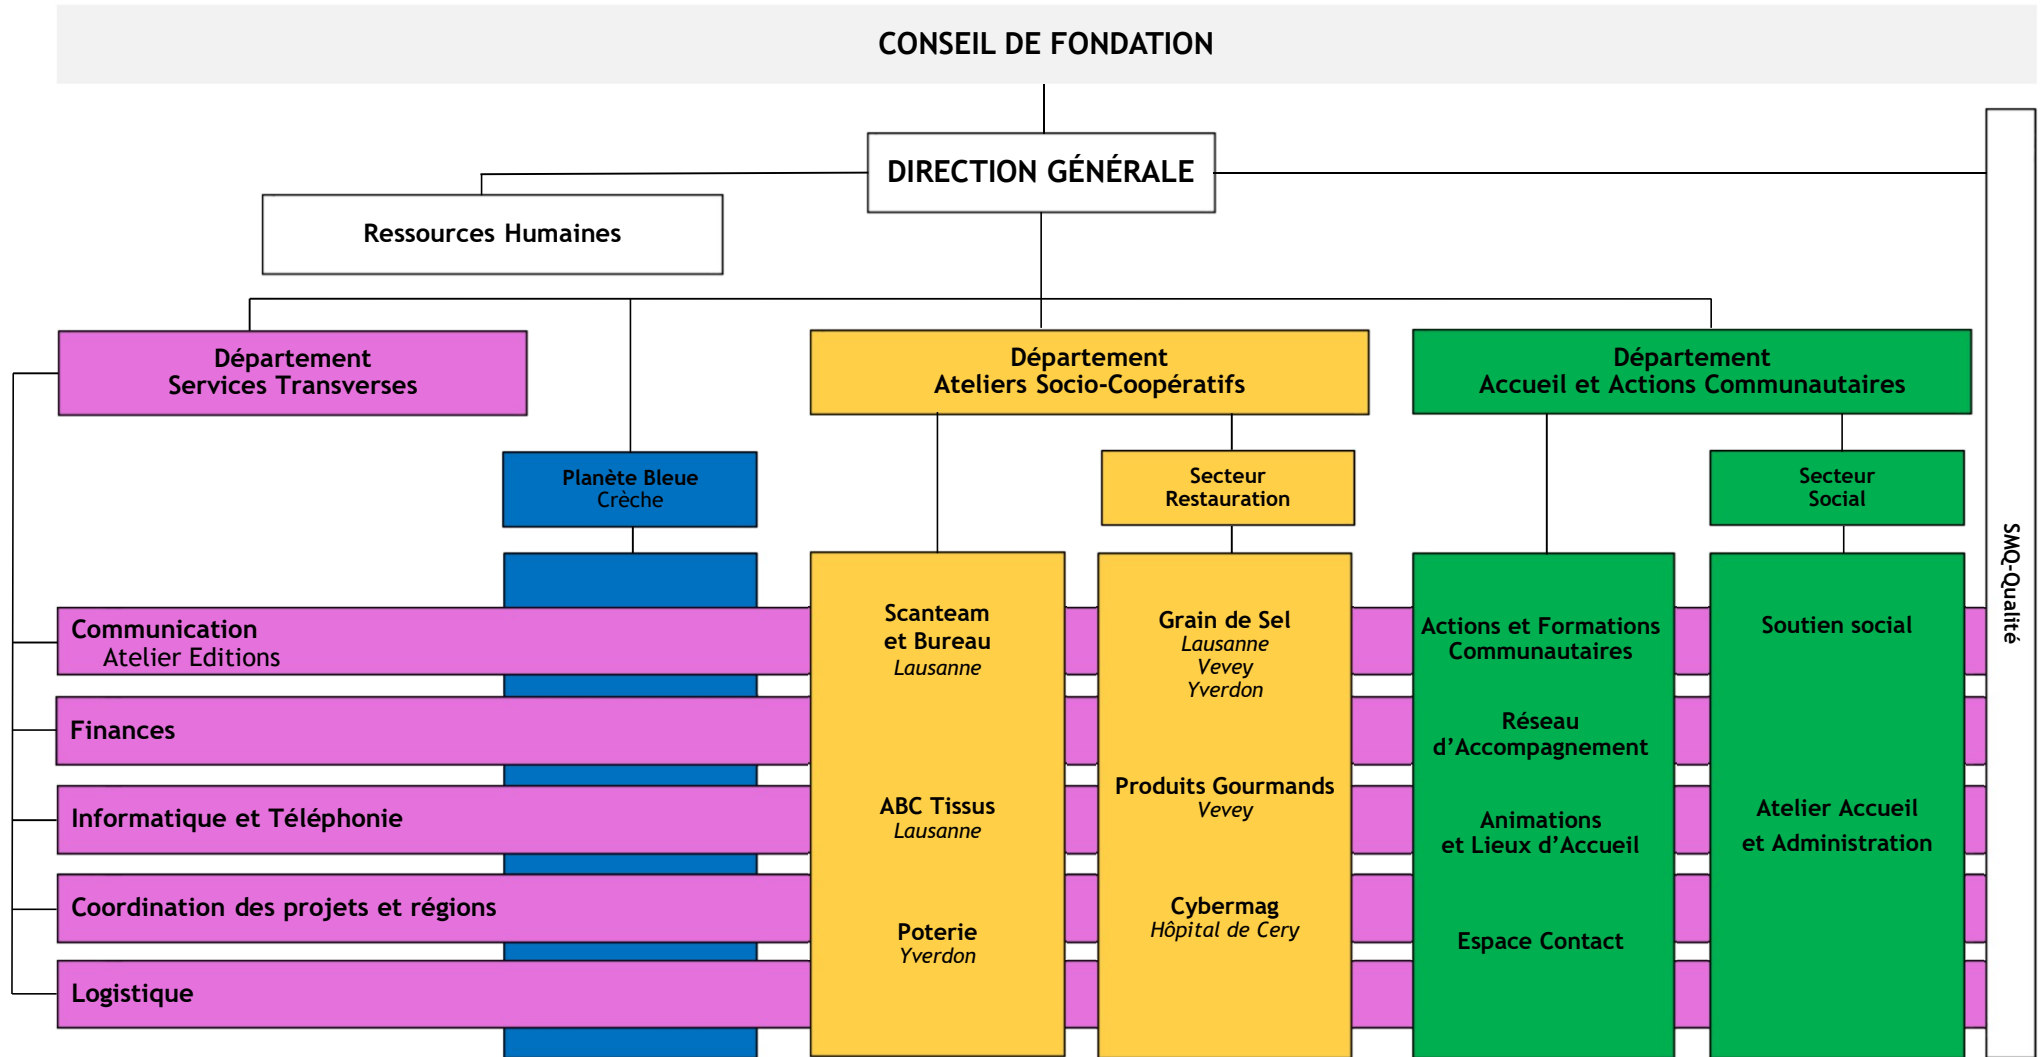 CONSEIL DE FONDATION
DIRECTION GÉNÉRALE
Ressources Humaines
Département
Services Transverses
Département
Ateliers Socio-Coopératifs
Département
Accueil et Actions Communautaires
Planète Bleue
Crèche
Secteur
Restauration
Secteur
Social
SMQ-Qualité
Communication
Atelier Editions
Finances
Informatique et Téléphonie
Coordination des projets et régions
Logistique
Scanteam
et Bureau
Lausanne
ABC Tissus
Lausanne
Poterie
Yverdon
Grain de Sel
Lausanne
Vevey
Yverdon
Produits Gourmands
Vevey
Cybermag
Hôpital de Cery
Actions et Formations
Communautaires
Réseau
d’Accompagnement
Animations
et Lieux d’Accueil
Espace Contact
Soutien social
Atelier Accueil
et Administration